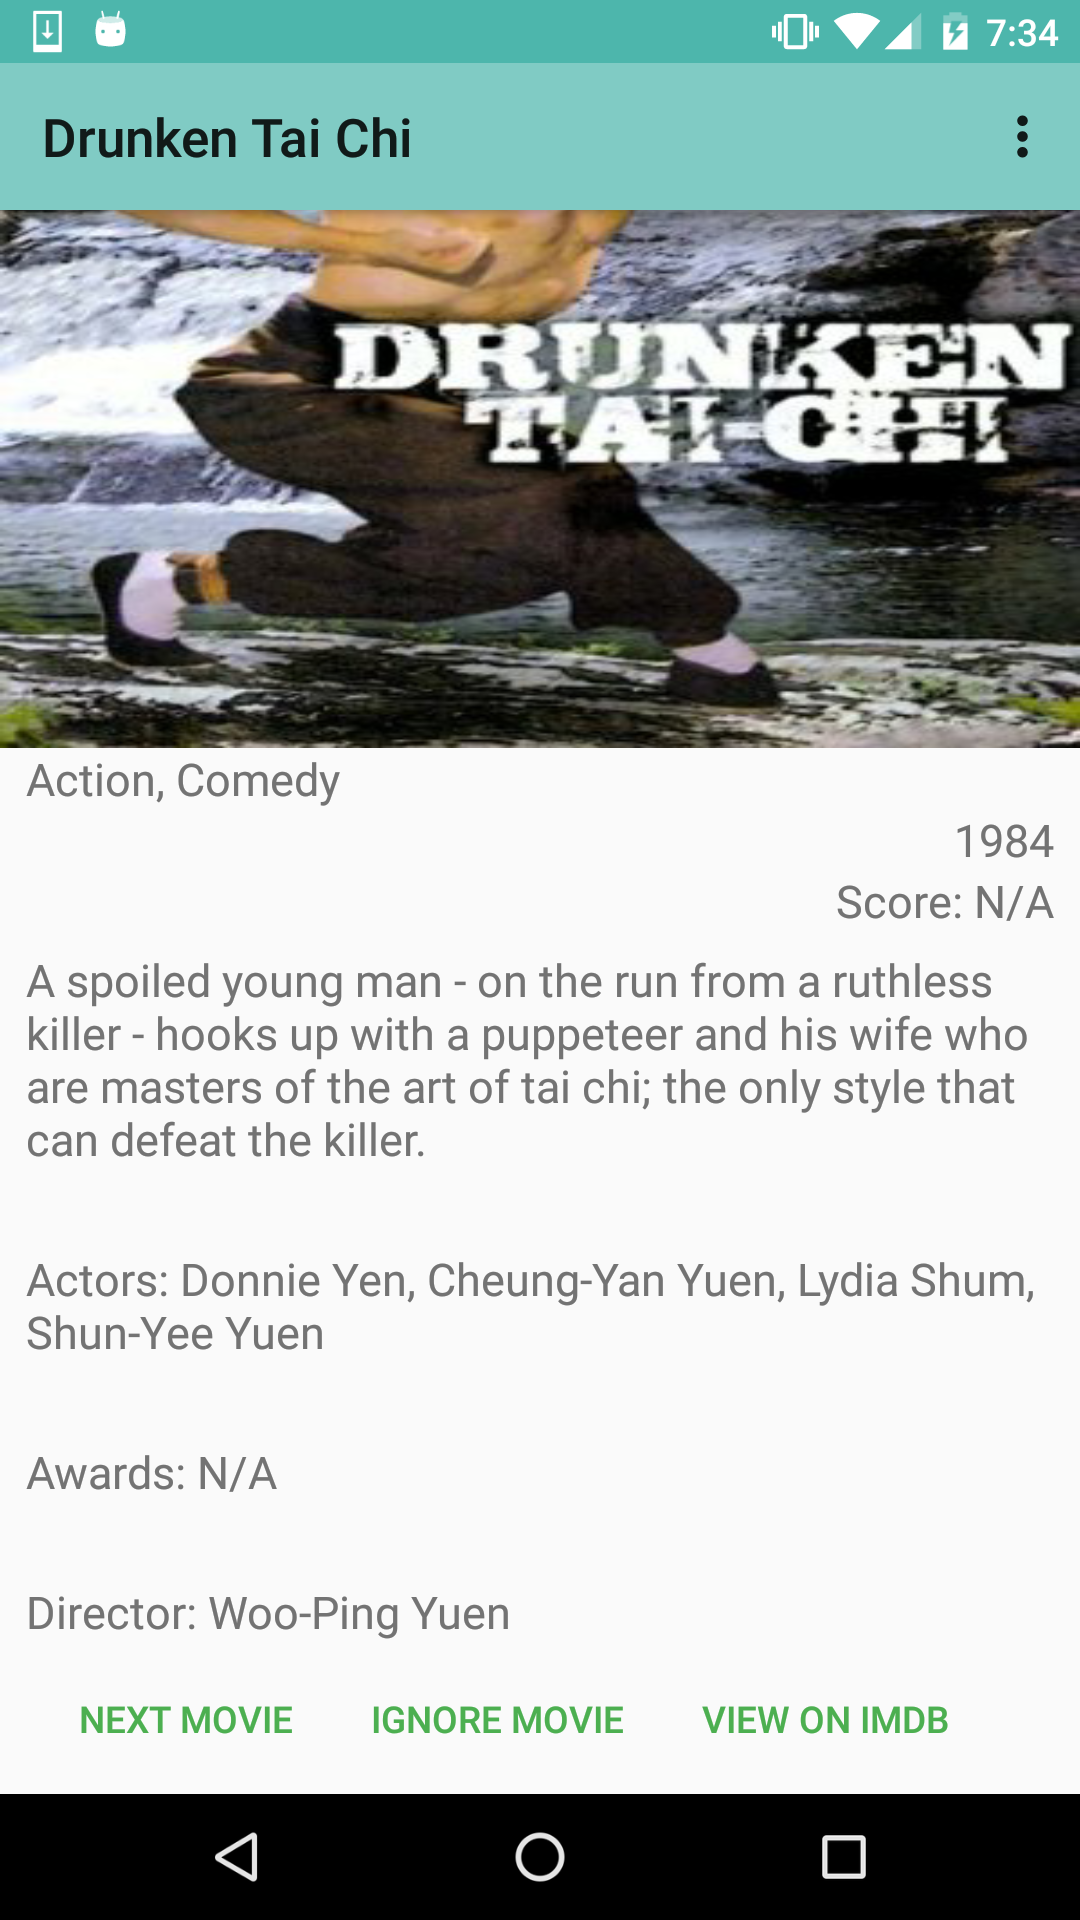 7:34
Drunken Tai Chi
DRUNKEN
TAI-CHI
Action, Comedy
1984
Score: N/A
A spoiled young man - on the run from a ruthless
killer - hooks up with a puppeteer and his wife who
are masters of the art of tai chi; the only style that
can defeat the killer.
Actors: Donnie Yen, Cheung-Yan Yuen, Lydia Shum,
Shun-Yee Yuen
Awards: N/A
Director: Woo-Ping Yuen
NEXT MOVIE IGNORE MOVIE VIEW ON IMDB